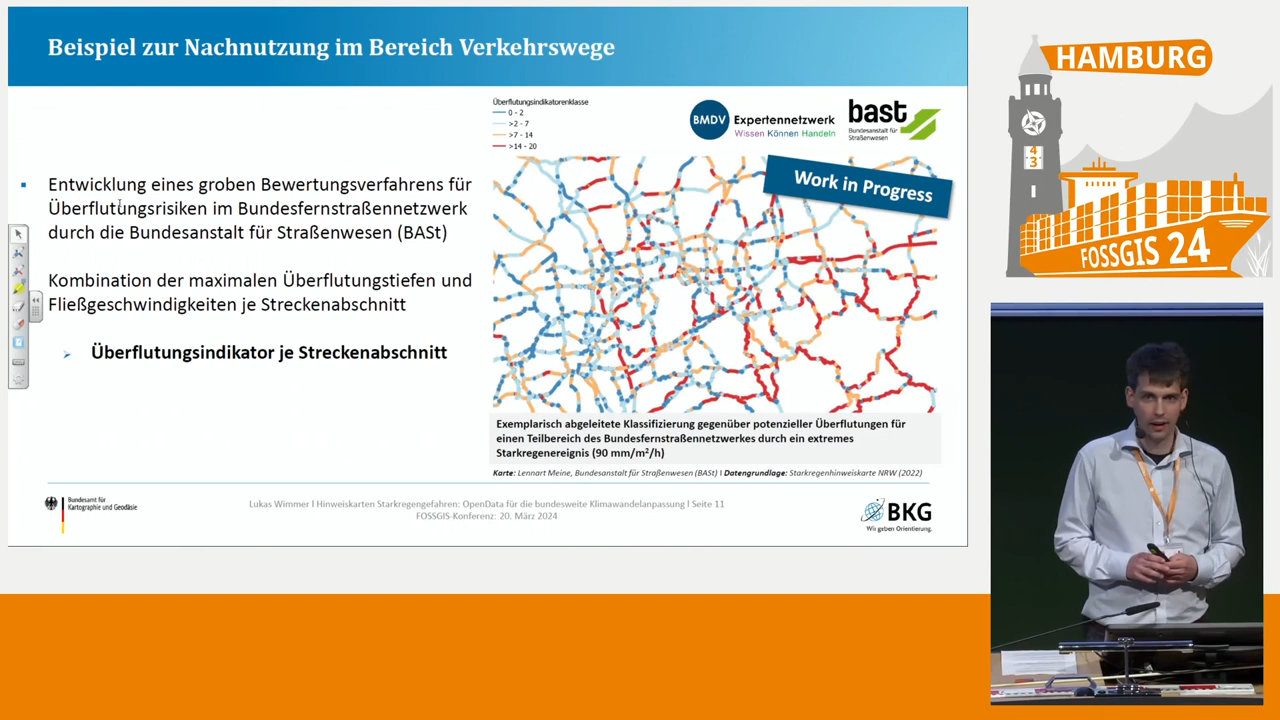 Beispiel zur Nachnutzung im Bereich Verkehrswege
Entwicklung eines groben Bewertungsverfahrens für
Überflutungsrisiken im Bundesfernstraßennetzwerk
durch die Bundesanstalt für Straßenwesen (BASt)
Kombination der maximalen Überflutungstiefen und
Fließgeschwindigkeiten je Streckenabschnitt
Überflutungsindikator je Streckenabschnitt
Überflutungsindikatorenklasse
0 - 2
>2 - 7
>7 - 14
>14 - 20
BMDV Expertennetzwerk
Wissen Können Handeln
bast
Bundesanstalt für
Straßenwesen
Work in Progress
Exemplarisch abgeleitete Klassifizierung gegenüber potenzieller Überflutungen für
einen Teilbereich des Bundesfernstraßennetzwerkes durch ein extremes
Starkregenereignis (90 mm/m²/h)
Karte: Lennart Meine, Bundesanstalt für Straßenwesen (BASt) I Datengrundlage: Starkregenhinweiskarte NRW (2022)
Bundesamt für
Kartographie und Geodäsie
Lukas Wimmer I Hinweiskarten Starkregengefahren: OpenData für die bundesweite Klimawandelanpassung I Seite 11
FOSSGIS-Konferenz: 20. März 2024
BKG
Wir geben Orientierung.
HAMBURG
4
3
FOSSGIS 24